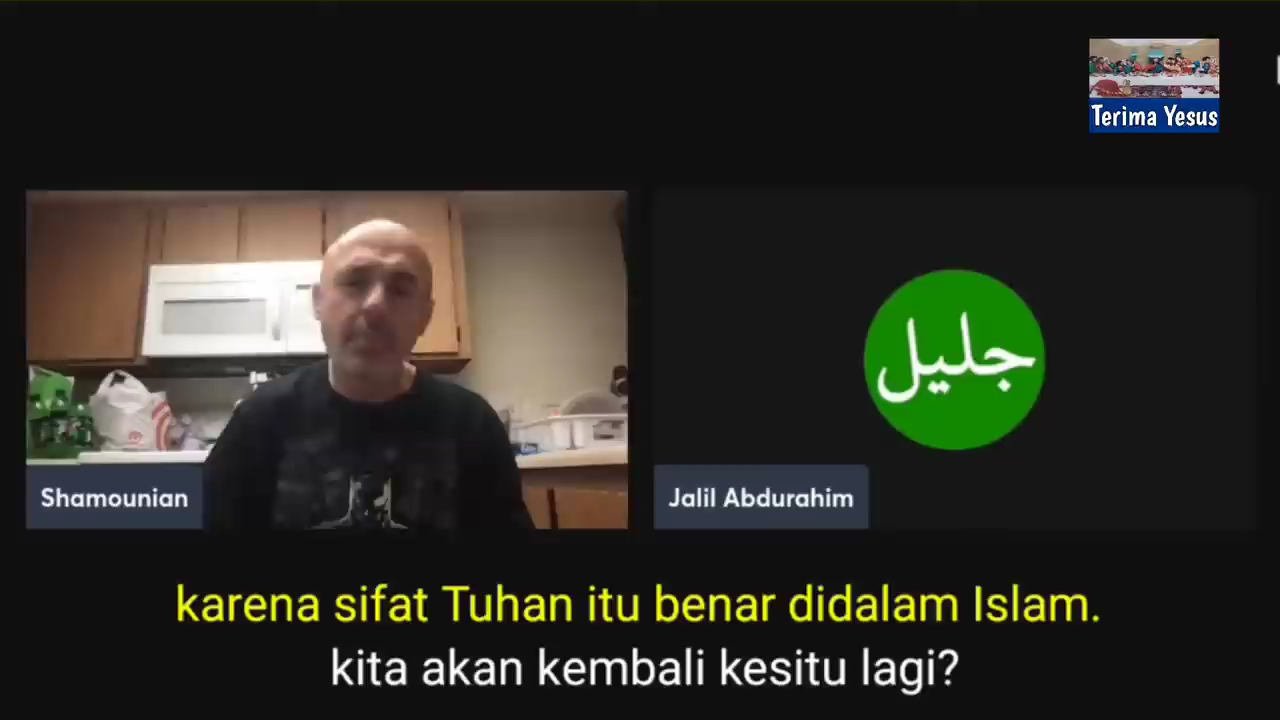 Terima Yesus
جليل
Shamounian
Jalil Abdurahim
karena sifat Tuhan itu benar didalam Islam.
kita akan kembali kesitu lagi?